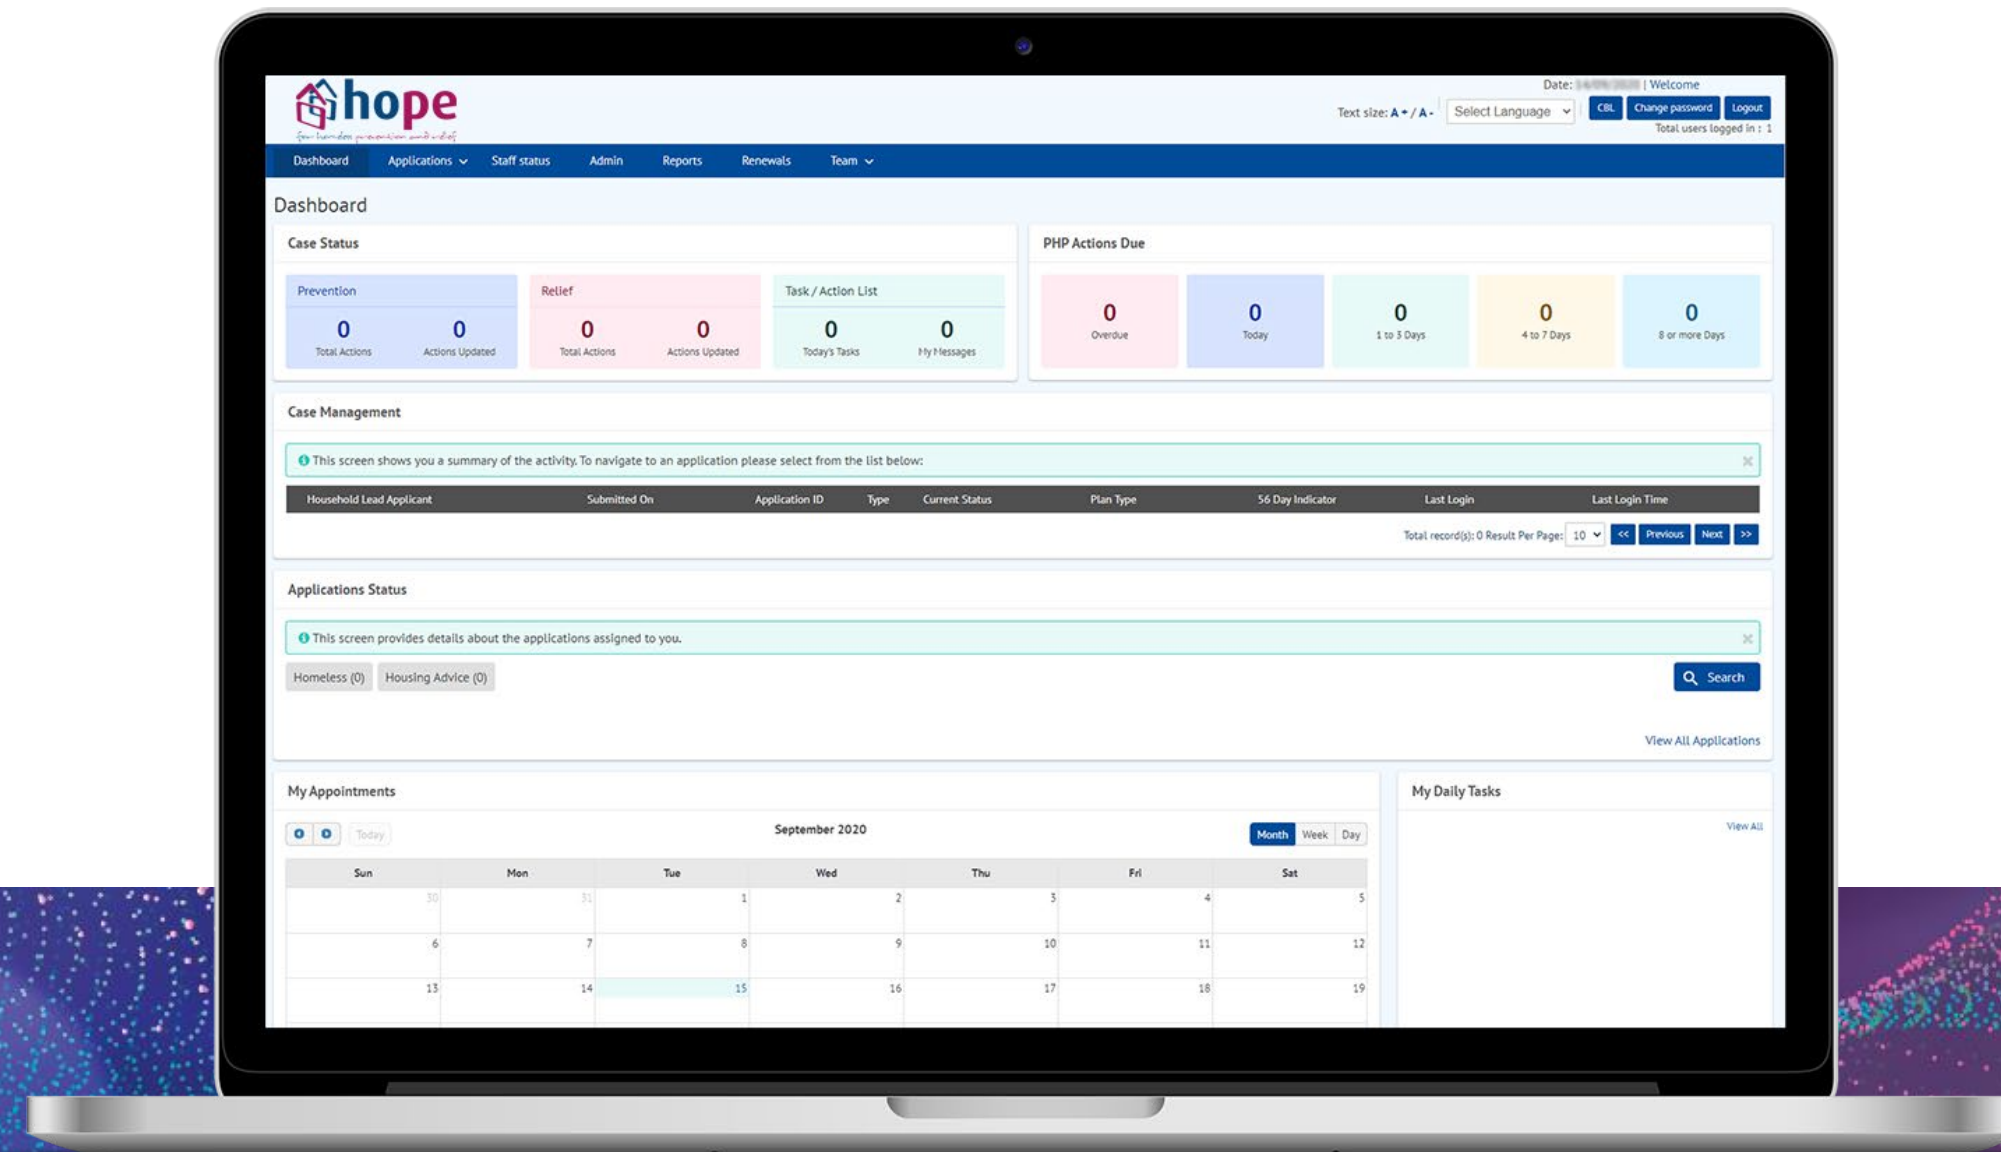 hope
for homeless prevention and relief
Date: | Welcome
Text size: A + / A - Select Language CBL Change password Logout
Total users logged in : 1
Dashboard Applications Staff status Admin Reports Renewals Team
Dashboard
Case Status
Prevention
0 0
Total Actions Actions Updated
Relief
0 0
Total Actions Actions Updated
Task / Action List
0 0
Today's Tasks My Messages
PHP Actions Due
0 0 0 0 0
Overdue Today 1 to 3 Days 4 to 7 Days 8 or more Days
Case Management
This screen shows you a summary of the activity. To navigate to an application please select from the list below:
Household Lead Applicant Submitted On Application ID Type Current Status Plan Type 56 Day Indicator Last Login Last Login Time
Total record(s): 0 Result Per Page: 10 << Previous Next >>
Applications Status
This screen provides details about the applications assigned to you.
Homeless (0) Housing Advice (0) Search
View All Applications
My Appointments
Today September 2020 Month Week Day
Sun Mon Tue Wed Thu Fri Sat
30 31 1 2 3 4 5
6 7 8 9 10 11 12
13 14 15 16 17 18 19
My Daily Tasks
View All